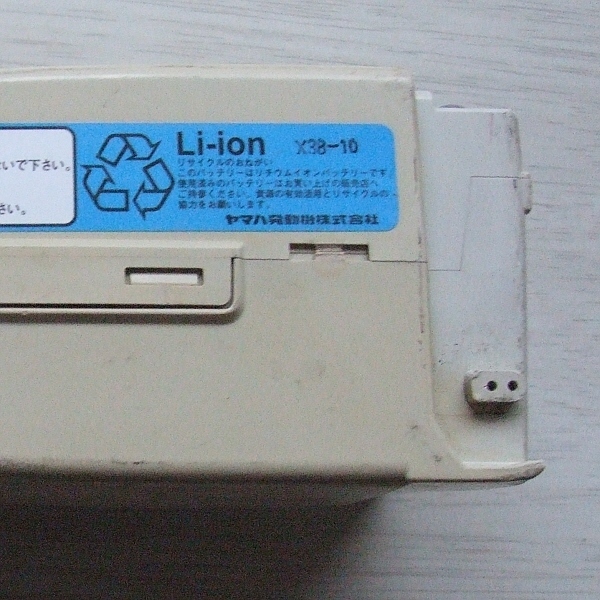 ないで下さい。
さい。
Li-ion X38-10
リサイクルのおねがい
このバッテリーはリチウムイオンバッテリーです
使用済みのバッテリーはお買い上げの販売店へ
ご持参ください。資源の有効活用とリサイクルの
協力をお願いします。
ヤマハ発動機株式会社